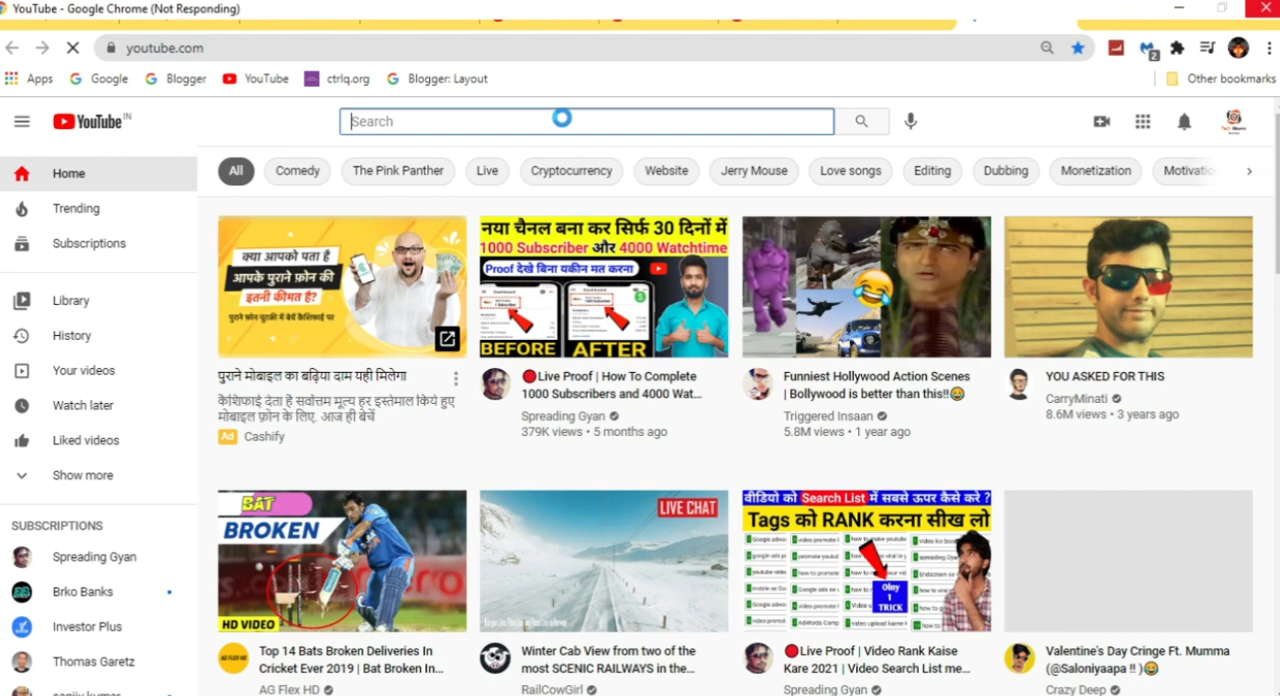 YouTube - Google Chrome (Not Responding)
youtube.com
2
Apps
Google
Blogger
YouTube
ctrlq.org
Blogger: Layout
Other bookmarks
YouTube IN
Search
Home
Trending
Subscriptions
Library
History
Your videos
Watch later
Liked videos
Show more
SUBSCRIPTIONS
Spreading Gyan
Brko Banks
Investor Plus
Thomas Garetz
All
Comedy
The Pink Panther
Live
Cryptocurrency
Website
Jerry Mouse
Love songs
Editing
Dubbing
Monetization
क्या आपको पता है
आपके पुराने फ़ोन की
इतनी कीमत है?
पुराने मोबाइल का बढ़िया दाम यही मिलेगा
कैशिफाई देता है सर्वोत्तम मूल्य हर इस्तेमाल किये हुए
मोबाइल फ़ोन के लिए. आज ही बेचें
Ad Cashify
नया चैनल बना कर सिर्फ 30 दिनों में
1000 Subscriber और 4000 Watchtime
Proof देखे बिना यकीन मत करना
BEFORE
AFTER
🔴Live Proof | How To Complete
1000 Subscribers and 4000 Wat...
Spreading Gyan
379K views • 5 months ago
Funniest Hollywood Action Scenes
| Bollywood is better than this!!😂
Triggered Insaan
5.8M views • 1 year ago
YOU ASKED FOR THIS
CarryMinati
8.6M views • 3 years ago
BAT
BROKEN
HD VIDEO
Top 14 Bats Broken Deliveries In
Cricket Ever 2019 | Bat Broken In...
AG Flex HD
LIVE CHAT
Winter Cab View from two of the
most SCENIC RAILWAYS in the...
RailCowGirl
वीडियो को Search List में सबसे ऊपर कैसे करे ?
Tags को RANK करना सीख लो
Olny
1
TRICK
🔴Live Proof | Video Rank Kaise
Kare 2021 | Video Search List me...
Spreading Gyan
Valentine's Day Cringe Ft. Mumma
(@Saloniyaapa !! )😂
Crazy Deep